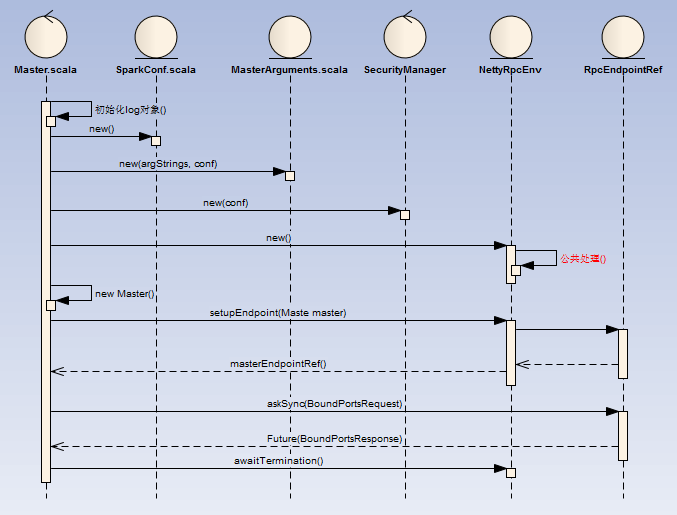 Master.scala
SparkConf.scala
MasterArguments.scala
SecurityManager
NettyRpcEnv
RpcEndpointRef
初始化log对象()
new()
new(argStrings, conf)
new(conf)
new()
公共处理()
new Master()
setupEndpoint(Maste master)
masterEndpointRef()
askSync(BoundPortsRequest)
Future(BoundPortsResponse)
awaitTermination()